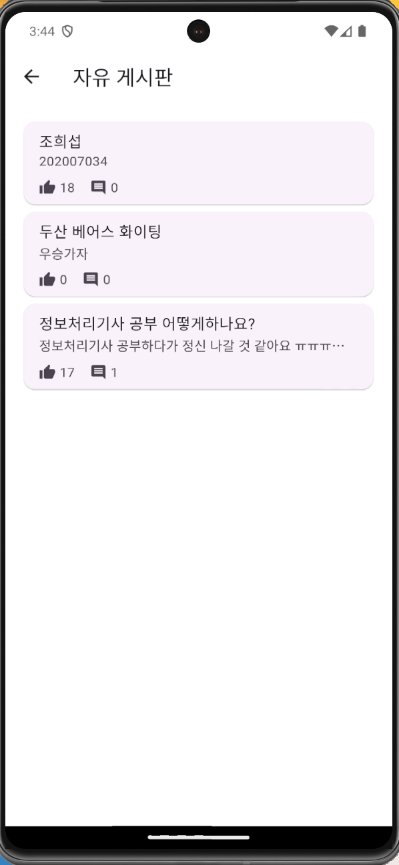 3:44
자유 게시판
조희섭
202007034
18 0
두산 베어스 화이팅
우승가자
0 0
정보처리기사 공부 어떻게하나요?
정보처리기사 공부하다가 정신 나갈 것 같아요 ㅠㅠㅠ…
17 1